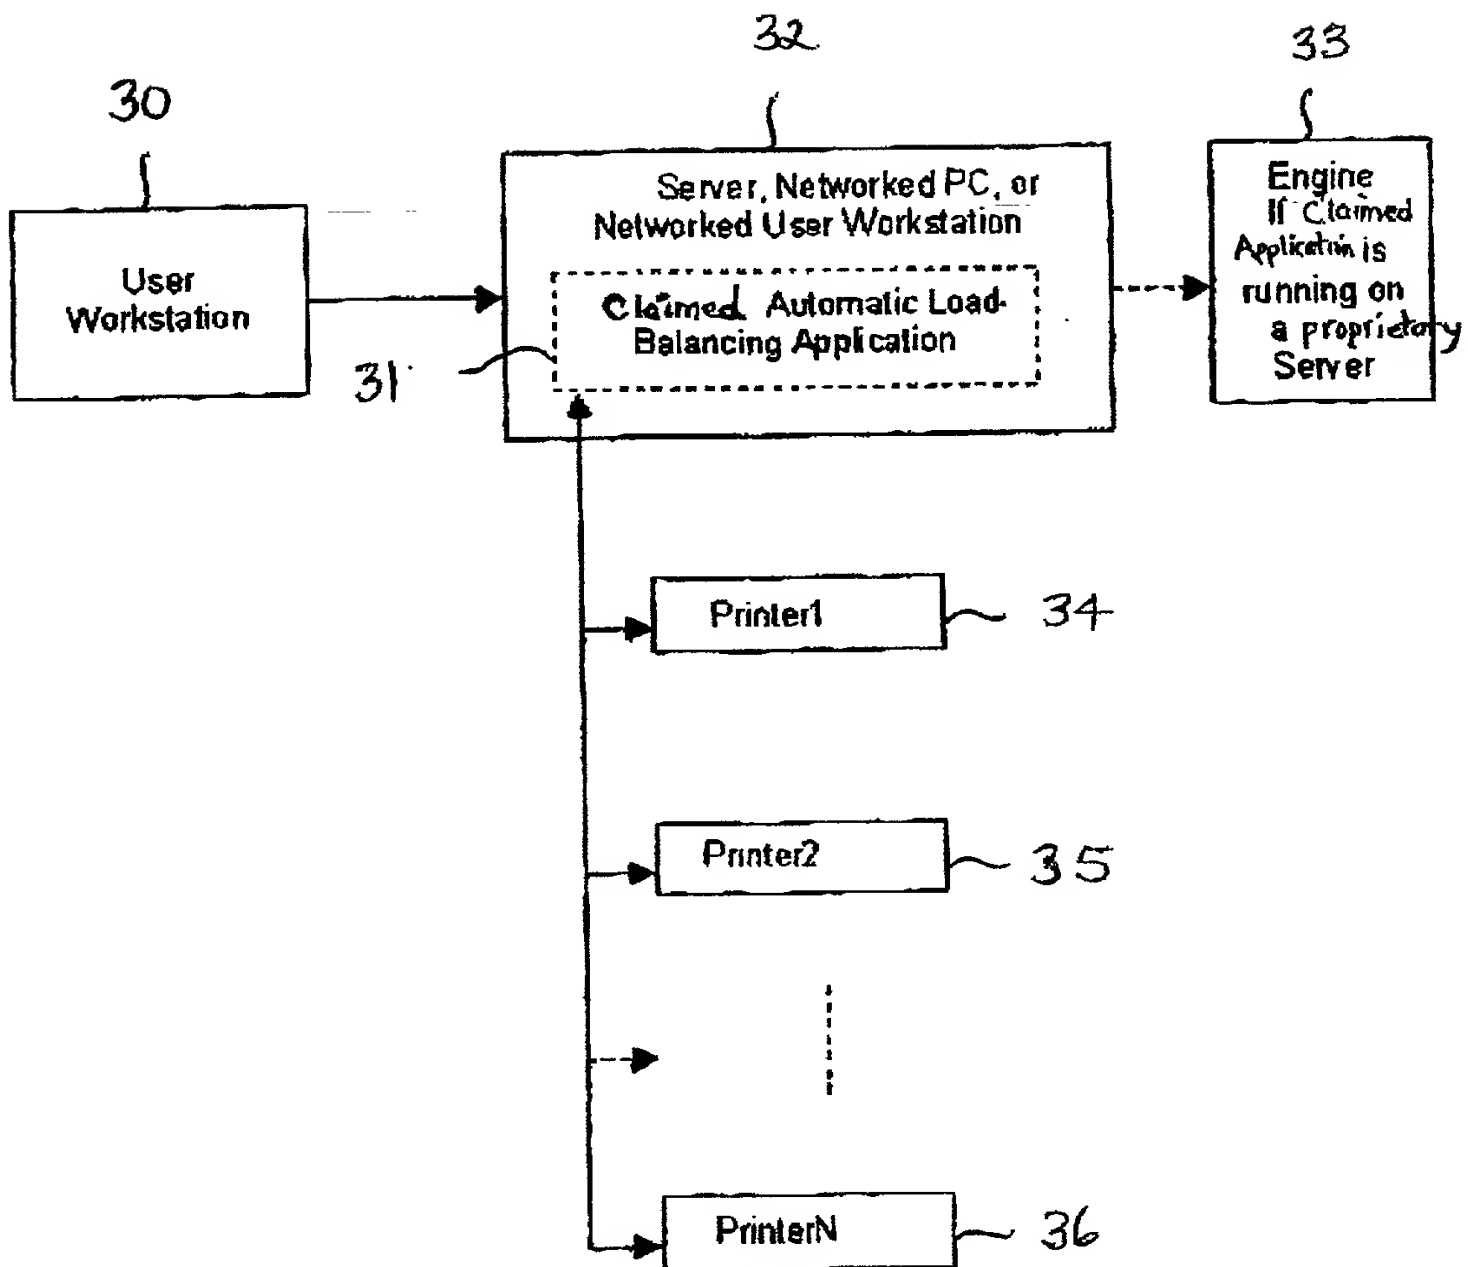 32
33
30
Server, Networked PC, or
Networked User Workstation
Engine
If Claimed
Application is
running on
a proprietory
Server
User
Workstation
Claimed Automatic Load-
Balancing Application
31
Printer1
34
Printer2
35
PrinterN
36